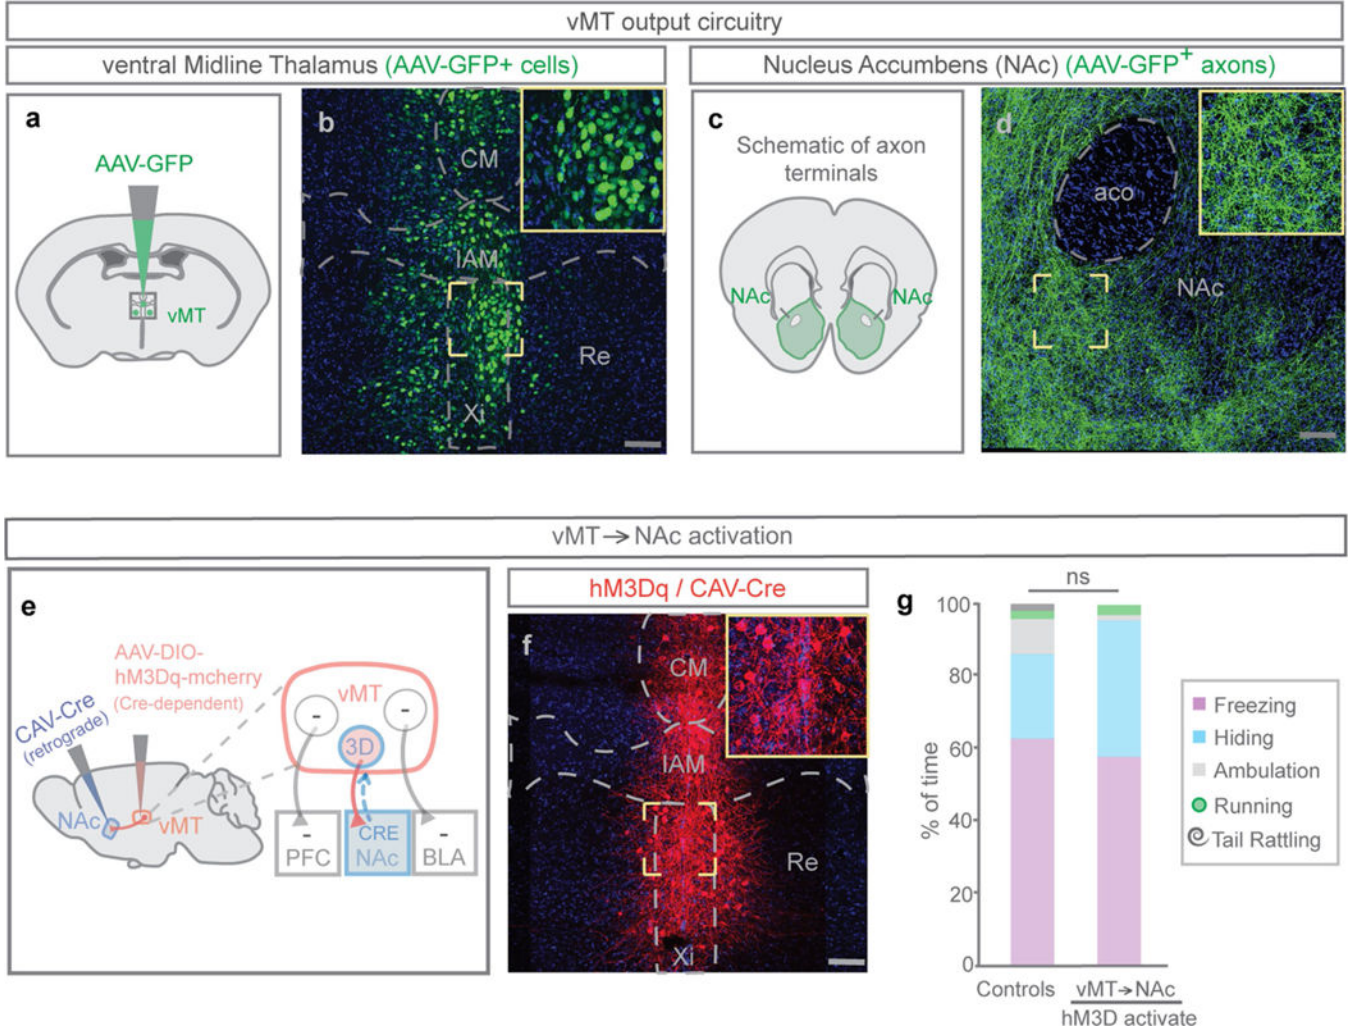 vMT output circuitry
ventral Midline Thalamus (AAV-GFP+ cells)
Nucleus Accumbens (NAc) (AAV-GFP+ axons)
a
AAV-GFP
vMT
b
CM
IAM
Re
Xi
c
Schematic of axon
terminals
NAc
NAc
d
aco
NAc
vMT→NAc activation
e
AAV-DIO-
hM3Dq-mcherry
(Cre-dependent)
CAV-Cre
(retrograde)
NAc
vMT
vMT
-
-
3D
-
PFC
CRE
NAc
-
BLA
hM3Dq / CAV-Cre
f
CM
IAM
Re
Xi
g
ns
% of time
100
80
60
40
20
0
Controls
vMT→NAc
hM3D activate
Freezing
Hiding
Ambulation
Running
Tail Rattling